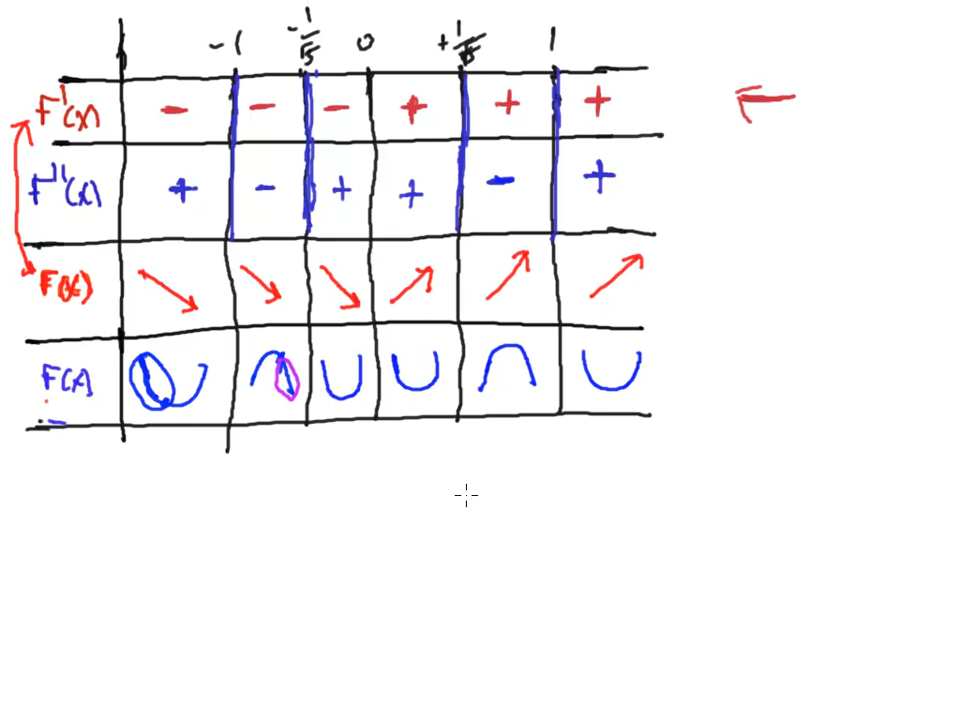 -1 -1/√5 0 +1/√5 1
F'(x) - - - + + +
F''(x) + - + + - +
F(x)
F(x)